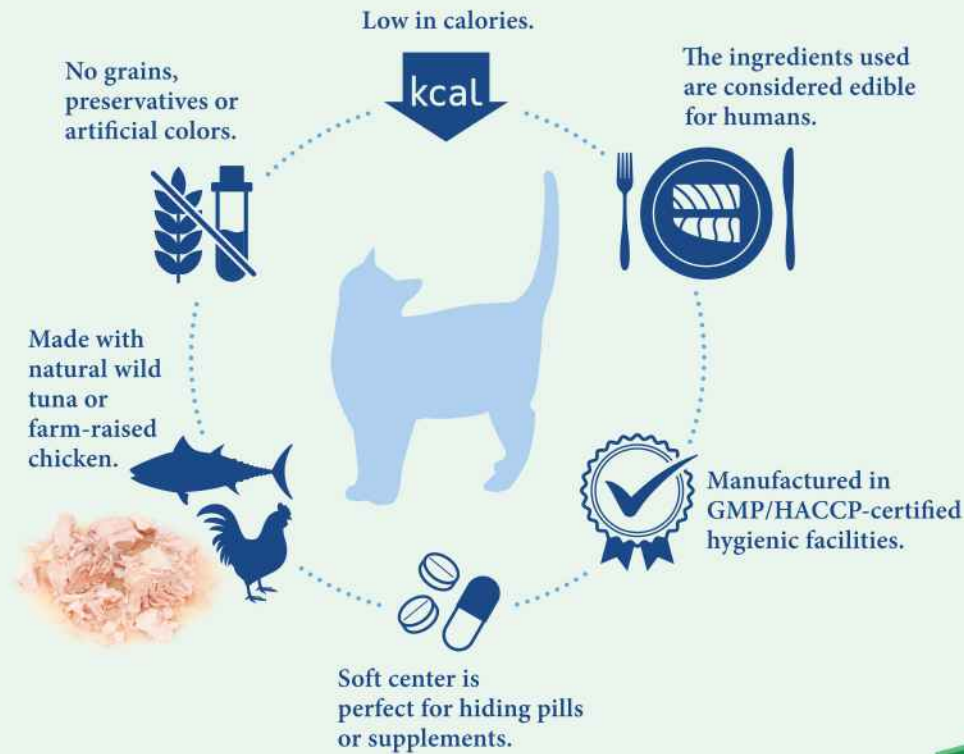 Low in calories.
kcal
No grains,
preservatives or
artificial colors.
The ingredients used
are considered edible
for humans.
Made with
natural wild
tuna or
farm-raised
chicken.
Manufactured in
GMP/HACCP-certified
hygienic facilities.
Soft center is
perfect for hiding pills
or supplements.